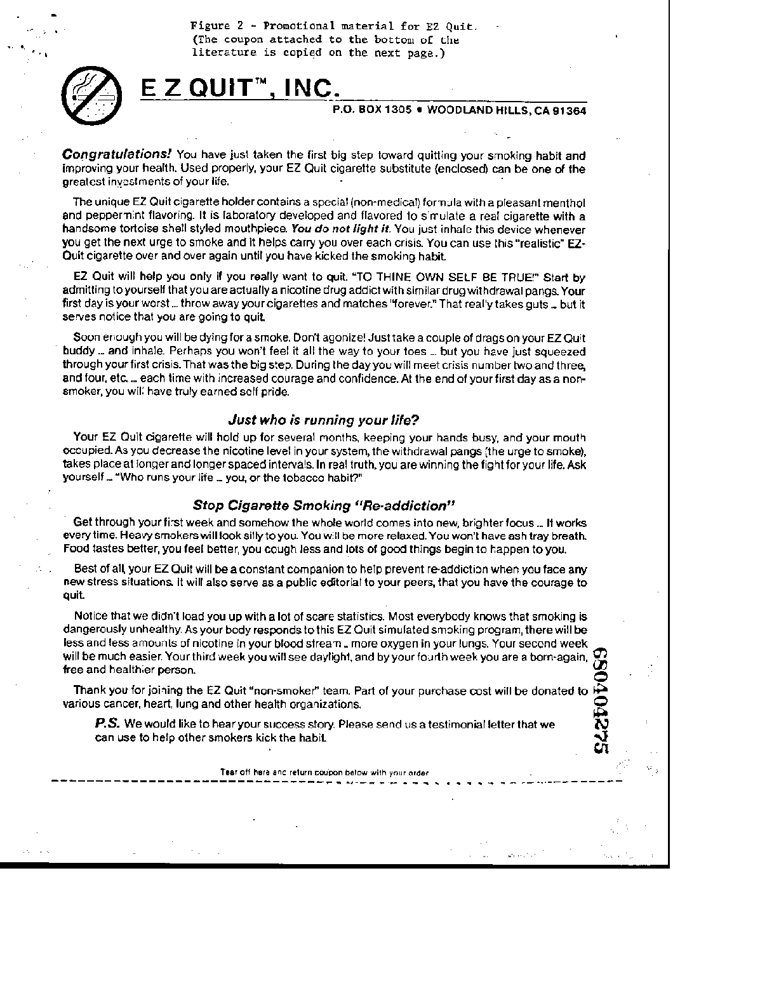 Figure 2 - Promotional material for EZ Quit.
(The coupon attached to the bottom of the
literature is copied on the next page.)
E Z QUIT™, INC.
P.O. BOX 1305 • WOODLAND HILLS, CA 91364
Congratulations! You have just taken the first big step toward quitting your smoking habit and
improving your health. Used properly, your EZ Quit cigarette substitute (enclosed) can be one of the
greatest investments of your life.
The unique EZ Quit cigarette holder contains a special (non-medical) formula with a pleasant menthol
and peppermint flavoring. It is laboratory developed and flavored to simulate a real cigarette with a
handsome tortoise shell styled mouthpiece. You do not light it. You just inhale this device whenever
you get the next urge to smoke and it helps carry you over each crisis. You can use this "realistic" EZ-
Quit cigarette over and over again until you have kicked the smoking habit.
EZ Quit will help you only if you really want to quit. "TO THINE OWN SELF BE TRUE!" Start by
admitting to yourself that you are actually a nicotine drug addict with similar drug withdrawal pangs. Your
first day is your worst ... throw away your cigarettes and matches "forever." That really takes guts ... but it
serves notice that you are going to quit.
Soon enough you will be dying for a smoke. Don't agonize! Just take a couple of drags on your EZ Quit
buddy ... and inhale. Perhaps you won't feel it all the way to your toes ... but you have just squeezed
through your first crisis. That was the big step. During the day you will meet crisis number two and three,
and four, etc. ... each time with increased courage and confidence. At the end of your first day as a non-
smoker, you will have truly earned self pride.
Just who is running your life?
Your EZ Quit cigarette will hold up for several months, keeping your hands busy, and your mouth
occupied. As you decrease the nicotine level in your system, the withdrawal pangs (the urge to smoke),
takes place at longer and longer spaced intervals. In real truth, you are winning the fight for your life. Ask
yourself ... "Who runs your life ... you, or the tobacco habit?"
Stop Cigarette Smoking "Re-addiction"
Get through your first week and somehow the whole world comes into new, brighter focus ... It works
every time. Heavy smokers will look silly to you. You will be more relaxed. You won't have ash tray breath.
Food tastes better, you feel better, you cough less and lots of good things begin to happen to you.
Best of all, your EZ Quit will be a constant companion to help prevent re-addiction when you face any
new stress situations. It will also serve as a public editorial to your peers, that you have the courage to
quit.
Notice that we didn't load you up with a lot of scare statistics. Most everybody knows that smoking is
dangerously unhealthy. As your body responds to this EZ Quit simulated smoking program, there will be
less and less amounts of nicotine in your blood stream ... more oxygen in your lungs. Your second week
will be much easier. Your third week you will see daylight, and by your fourth week you are a born-again,
free and healthier person.
Thank you for joining the EZ Quit "non-smoker" team. Part of your purchase cost will be donated to
various cancer, heart, lung and other health organizations.
P.S. We would like to hear your success story. Please send us a testimonial letter that we
can use to help other smokers kick the habit.
Tear off here and return coupon below with your order
680404275